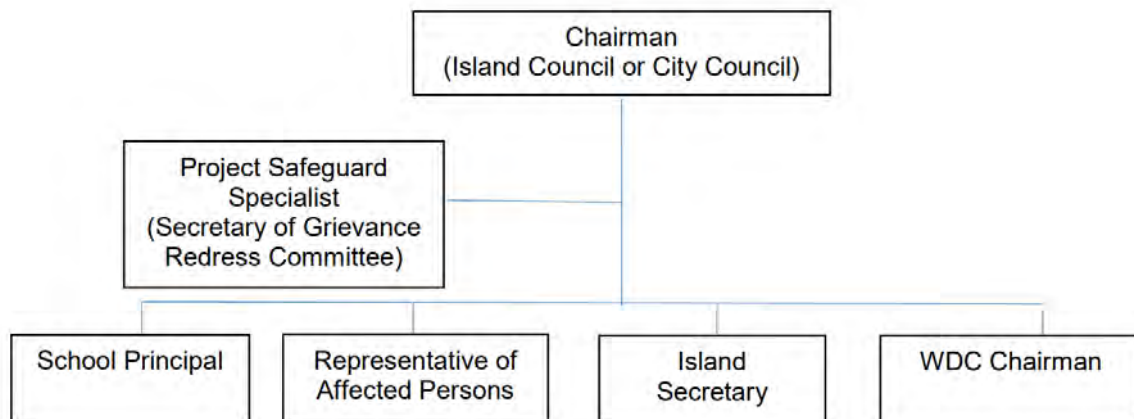 Chairman
(Island Council or City Council)
Project Safeguard
Specialist
(Secretary of Grievance
Redress Committee)
School Principal
Representative of
Affected Persons
Island
Secretary
WDC Chairman